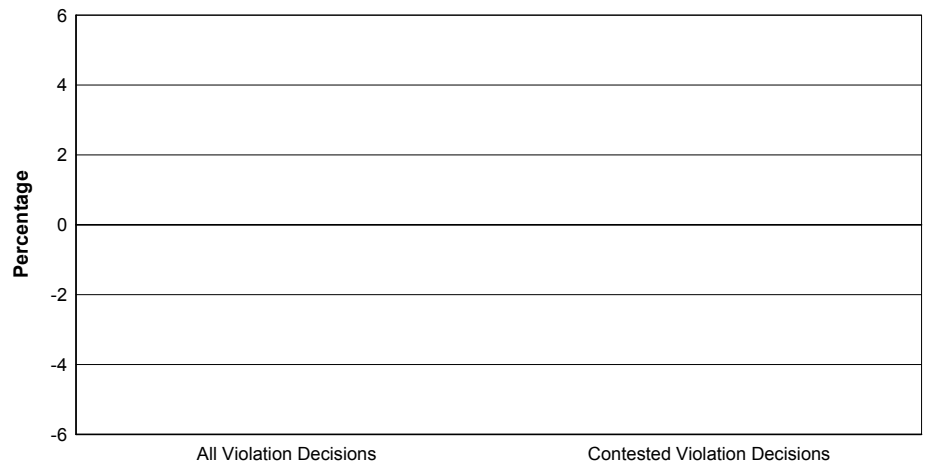 6
4
2
0
-2
-4
-6
Percentage
All Violation Decisions
Contested Violation Decisions